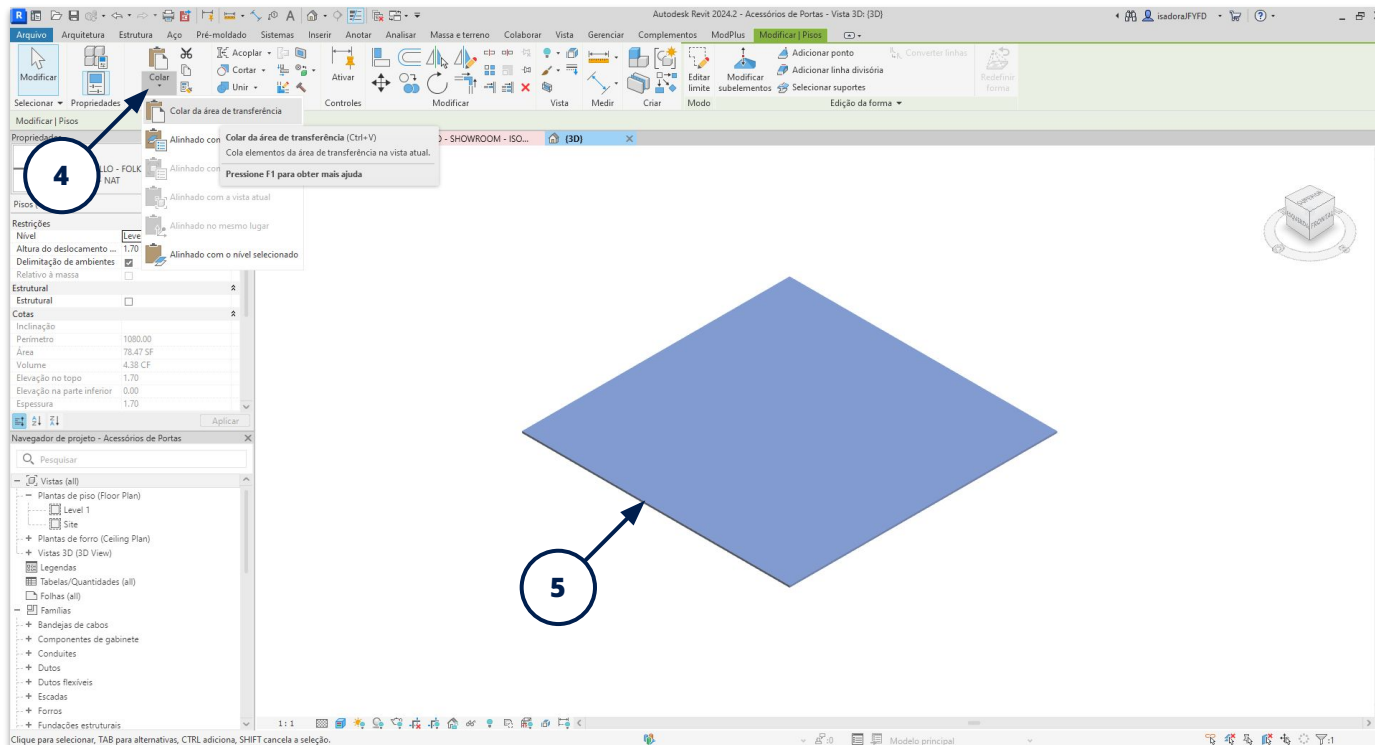 Autodesk Revit 2024.2 - Acessórios de Portas - Vista 3D: {3D}
isadoraJFYFD
Arquivo Arquitetura Estrutura Aço Pré-moldado Sistemas Inserir Anotar Analisar Massa e terreno Colaborar Vista Gerenciar Complementos ModPlus Modificar | Pisos
Modificar
Colar
Acoplar
Cortar
Unir
Ativar
Editar limite
Modificar subelementos
Adicionar ponto
Adicionar linha divisória
Selecionar suportes
Converter linhas
Redefinir forma
Selecionar Propriedades Controles Modificar Vista Medir Criar Modo Edição da forma
Modificar | Pisos
Colar da área de transferência
Alinhado con
Alinhado con
Alinhado com a vista atual
Alinhado no mesmo lugar
Alinhado com o nível selecionado
Colar da área de transferência (Ctrl+V)
Cola elementos da área de transferência na vista atual.
Pressione F1 para obter mais ajuda
- SHOWROOM - ISO... {3D}
4
5
Propriedades
LLO - FOLK
- NAT
Pisos
Restrições
Nível Leve
Altura do deslocamento ... 1.70
Delimitação de ambientes
Relativo à massa
Estrutural
Estrutural
Cotas
Inclinação
Perímetro 1080.00
Área 78.47 SF
Volume 4.38 CF
Elevação no topo 1.70
Elevação na parte inferior 0.00
Espessura 1.70
Aplicar
Navegador de projeto - Acessórios de Portas
Pesquisar
Vistas (all)
Plantas de piso (Floor Plan)
Level 1
Site
Plantas de forro (Ceiling Plan)
Vistas 3D (3D View)
Legendas
Tabelas/Quantidades (all)
Folhas (all)
Famílias
Bandejas de cabos
Componentes de gabinete
Conduites
Dutos
Dutos flexíveis
Escadas
Forros
Fundações estruturais
1 : 1
Clique para selecionar, TAB para alternativas, CTRL adiciona, SHIFT cancela a seleção.
:0
Modelo principal
:1